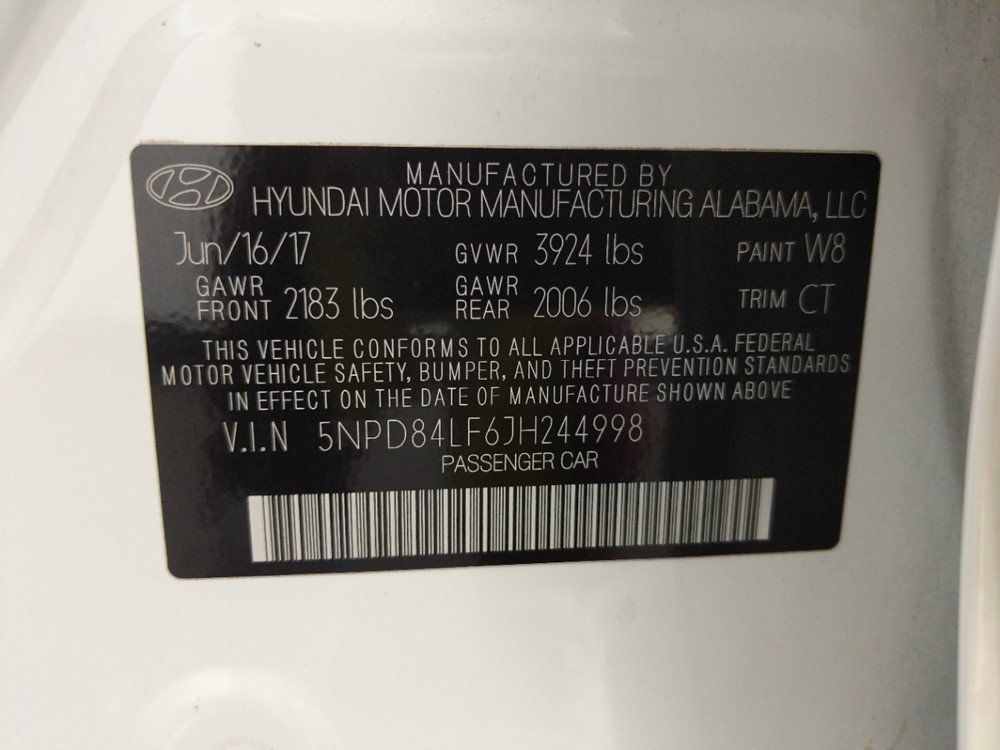 MANUFACTURED BY
HYUNDAI MOTOR MANUFACTURING ALABAMA, LLC
Jun/16/17 GVWR 3924 lbs PAINT W8
GAWR FRONT 2183 lbs GAWR REAR 2006 lbs TRIM CT
THIS VEHICLE CONFORMS TO ALL APPLICABLE U.S.A. FEDERAL
MOTOR VEHICLE SAFETY, BUMPER, AND THEFT PREVENTION STANDARDS
IN EFFECT ON THE DATE OF MANUFACTURE SHOWN ABOVE
V.I.N 5NPD84LF6JH244998
PASSENGER CAR